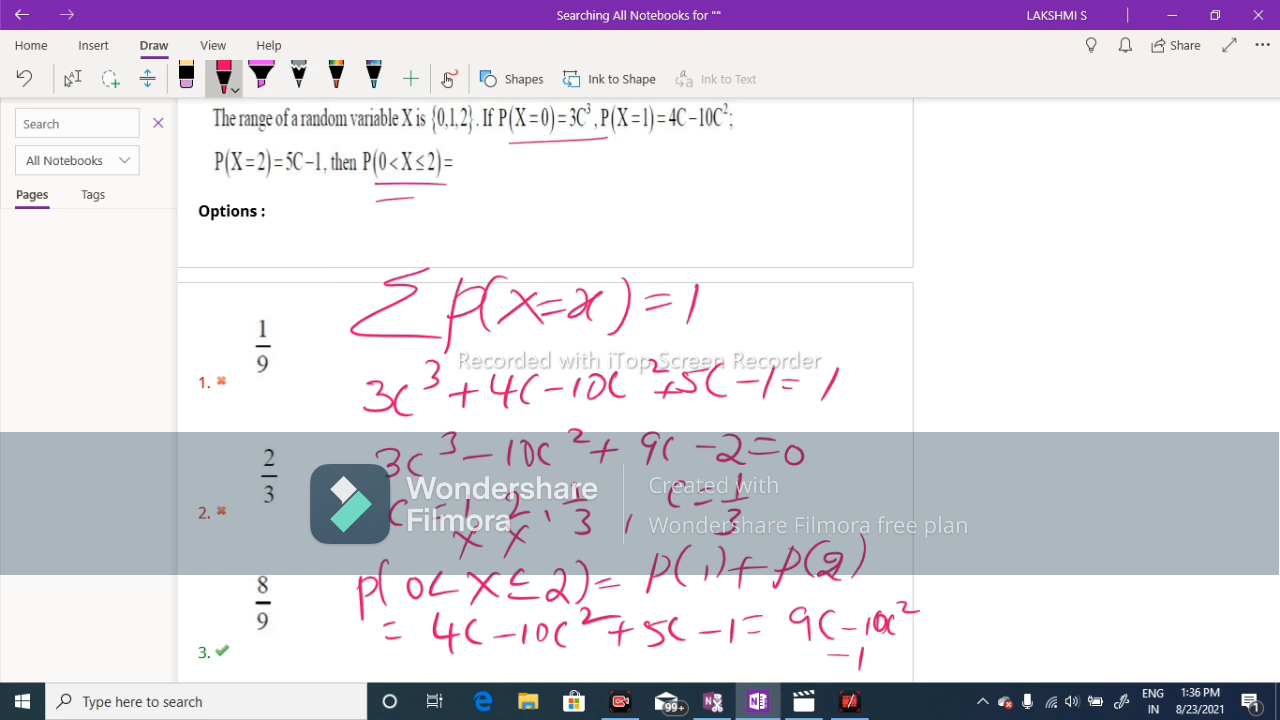 Searching All Notebooks for ""
LAKSHMI S
Home Insert Draw View Help
Share
Shapes Ink to Shape Ink to Text
Search
All Notebooks
Pages Tags
The range of a random variable X is {0,1,2}. If P(X=0)=3C³, P(X=1)=4C−10C²;
P(X=2)=5C−1, then P(0<X≤2)=
Options :
∑ p(X=x)=1
1/9
Recorded with iTop Screen Recorder
1.
3c³+4c−10c²+5c−1=1
3c³−10c²+9c−2=0
2/3
Wondershare Filmora
Created with
Wondershare Filmora free plan
2.
c=1, 2, 1/3, c=1/3
x x
p(0<X≤2)= p(1)+p(2)
8/9
= 4c−10c²+5c−1= 9c−10c²
−1
3.
Type here to search
99+
ENG
IN
1:36 PM
8/23/2021
1